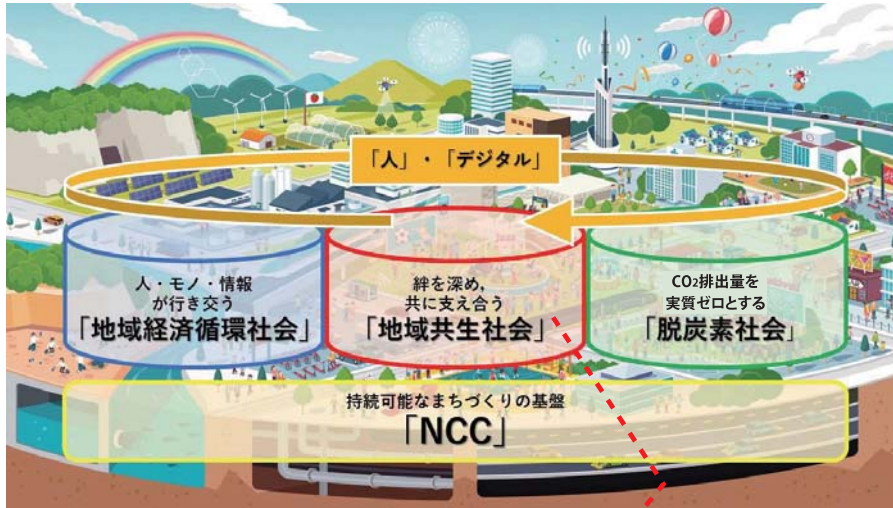 「人」・「デジタル」
人・モノ・情報
が行き交う
「地域経済循環社会」
絆を深め,
共に支え合う
「地域共生社会」
CO2排出量を
実質ゼロとする
「脱炭素社会」
持続可能なまちづくりの基盤
「NCC」